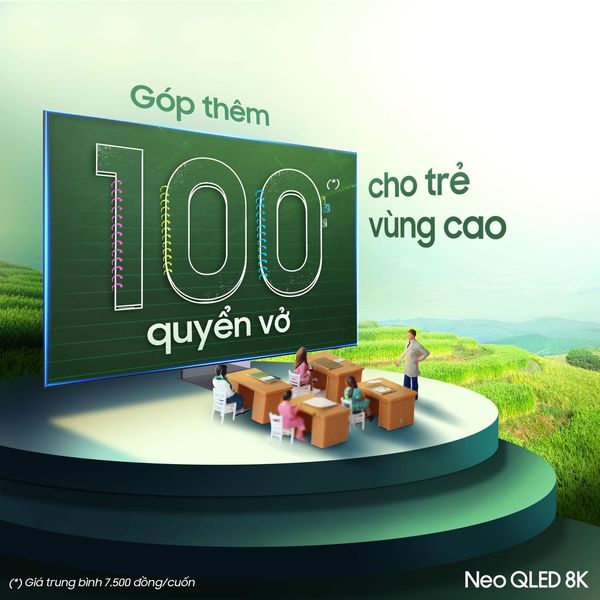 Góp thêm
100(*)
quyển vở
cho trẻ
vùng cao
(*) Giá trung bình 7.500 đồng/cuốn
Neo QLED 8K